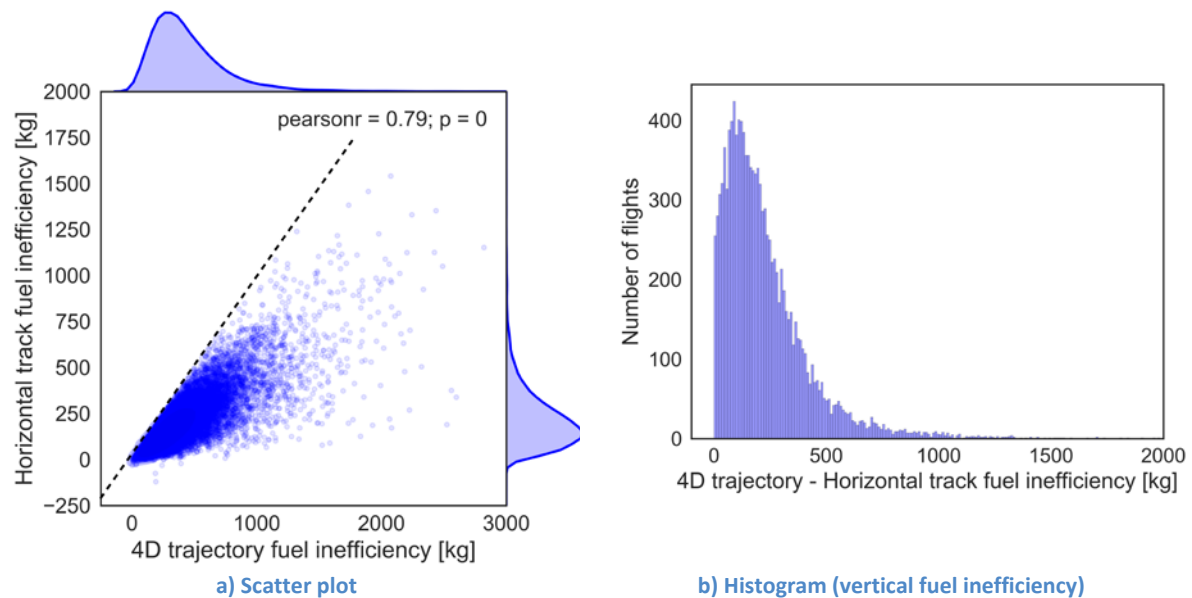 2000
1750
1500
1250
1000
750
500
250
0
−250
Horizontal track fuel inefficiency [kg]
pearsonr = 0.79; p = 0
0 1000 2000 3000
4D trajectory fuel inefficiency [kg]
a) Scatter plot
400
300
200
100
0
Number of flights
0 500 1000 1500 2000
4D trajectory - Horizontal track fuel inefficiency [kg]
b) Histogram (vertical fuel inefficiency)